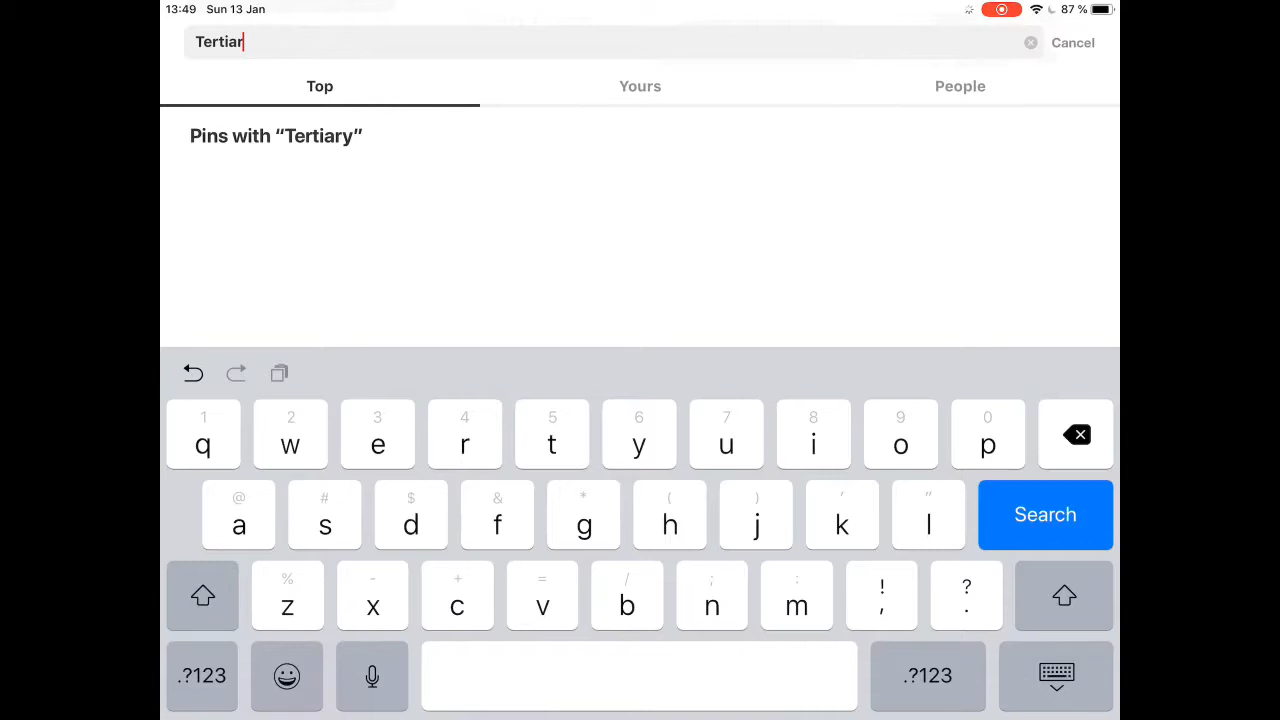 13:49 Sun 13 Jan 87 %
Tertiar Cancel
Top Yours People
Pins with “Tertiary”
1 2 3 4 5 6 7 8 9 0
q w e r t y u i o p
@ # $ & * ( ) ' "
a s d f g h j k l Search
% - + = / ; : ! ?
z x c v b n m , .
.?123 .?123